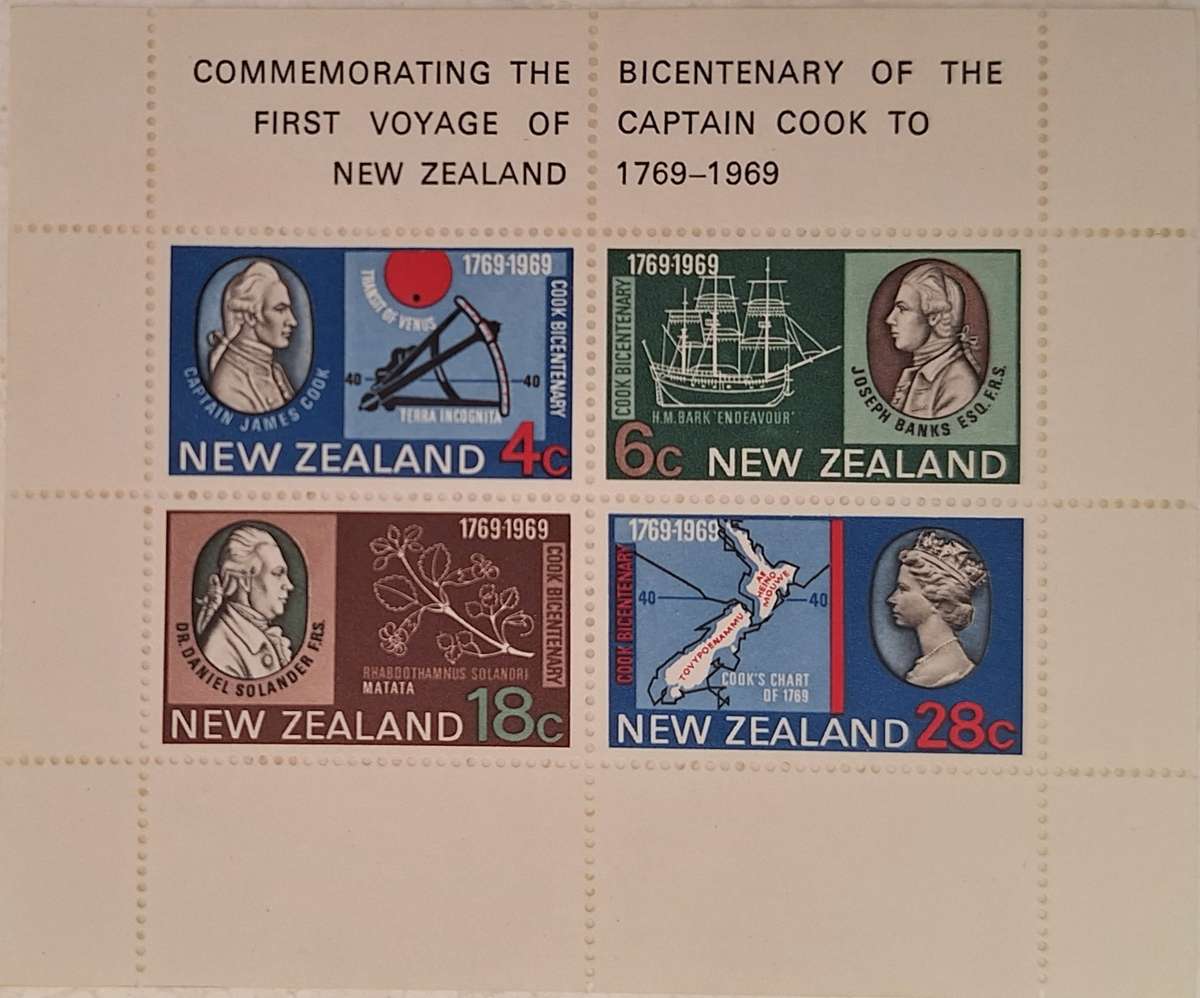 COMMEMORATING THE BICENTENARY OF THE
FIRST VOYAGE OF CAPTAIN COOK TO
NEW ZEALAND 1769–1969
CAPTAIN JAMES COOK
1769·1969
TRANSIT OF VENUS
COOK BICENTENARY
40 40
TERRA INCOGNITA
NEW ZEALAND 4c
1769·1969
COOK BICENTENARY
H.M. BARK 'ENDEAVOUR'
JOSEPH BANKS ESQ. F.R.S.
6c NEW ZEALAND
DR. DANIEL SOLANDER F.R.S.
1769·1969
COOK BICENTENARY
RHABDOTHAMNUS SOLANDRI
MATATA
NEW ZEALAND 18c
1769·1969
COOK BICENTENARY
AE
HEINO
MOUWE
40 40
TOVYPOENAMMU
COOK'S CHART
OF 1769
NEW ZEALAND 28c